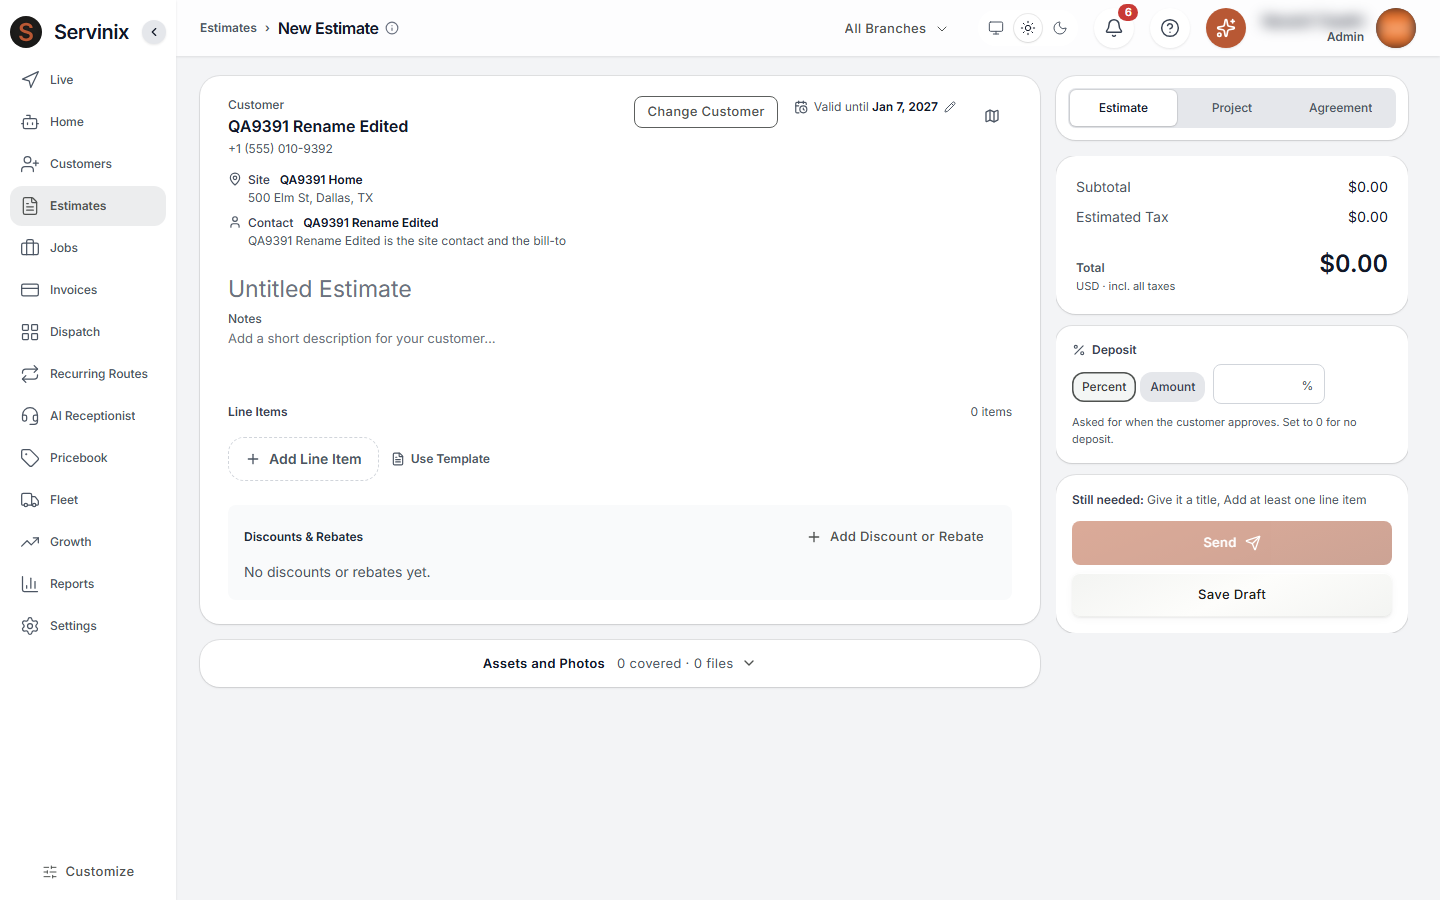 S
Servinix
Live
Home
Customers
Estimates
Jobs
Invoices
Dispatch
Recurring Routes
AI Receptionist
Pricebook
Fleet
Growth
Reports
Settings
Customize
Estimates › New Estimate
All Branches
6
Admin
Customer
QA9391 Rename Edited
+1 (555) 010-9392
Change Customer
Valid until Jan 7, 2027
Site QA9391 Home
500 Elm St, Dallas, TX
Contact QA9391 Rename Edited
QA9391 Rename Edited is the site contact and the bill-to
Untitled Estimate
Notes
Add a short description for your customer...
Line Items
0 items
Add Line Item
Use Template
Discounts & Rebates
Add Discount or Rebate
No discounts or rebates yet.
Assets and Photos 0 covered · 0 files
Estimate
Project
Agreement
Subtotal $0.00
Estimated Tax $0.00
Total $0.00
USD · incl. all taxes
Deposit
Percent
Amount
%
Asked for when the customer approves. Set to 0 for no
deposit.
Still needed: Give it a title, Add at least one line item
Send
Save Draft